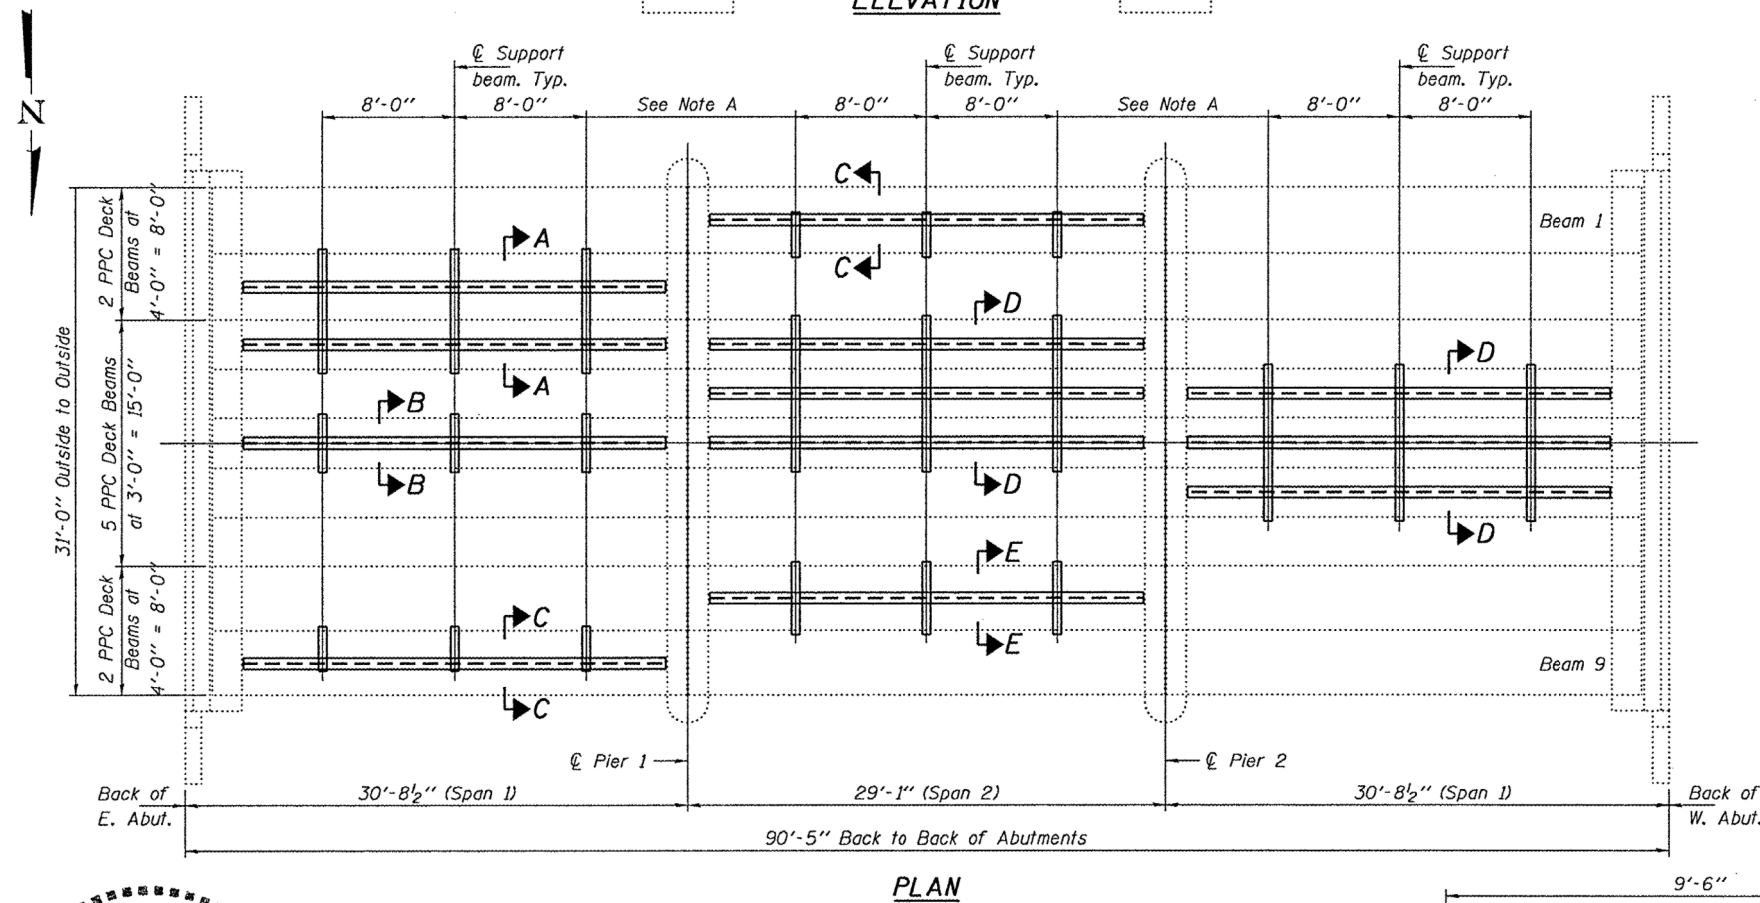 ELEVATION
N
℄ Support
beam. Typ.
℄ Support
beam. Typ.
℄ Support
beam. Typ.
8'-0"
8'-0"
See Note A
8'-0"
8'-0"
See Note A
8'-0"
8'-0"
31'-0" Outside to Outside
2 PPC Deck
Beams at
4'-0" = 8'-0"
5 PPC Deck Beams
at 3'-0" = 15'-0"
2 PPC Deck
Beams at
4'-0" = 8'-0"
C
Beam 1
A
C
D
D
A
B
B
D
D
E
C
E
Beam 9
C
℄ Pier 1
℄ Pier 2
Back of
E. Abut.
30'-8½" (Span 1)
29'-1" (Span 2)
30'-8½" (Span 1)
Back of
W. Abut.
90'-5" Back to Back of Abutments
PLAN
9'-6"